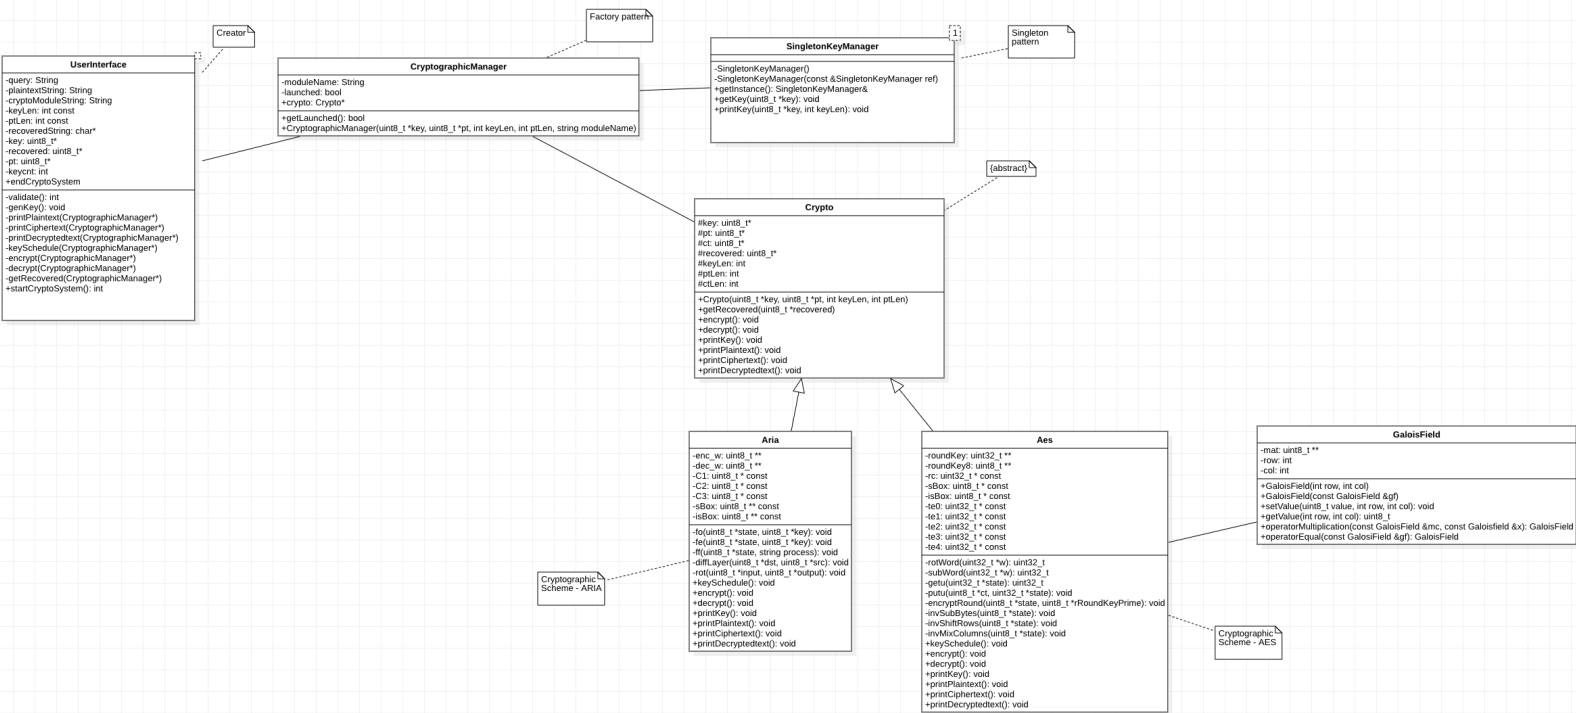 Creator
UserInterface
-query: String
-plaintextString: String
-cryptoModuleString: String
-keyLen: int const
-ptLen: int const
-recoveredString: char*
-key: uint8_t*
-recovered: uint8_t*
-pt: uint8_t*
-keycnt: int
+endCryptoSystem
-validate(): int
-genKey(): void
-printPlaintext(CryptographicManager*)
-printCiphertext(CryptographicManager*)
-printDecryptedtext(CryptographicManager*)
-keySchedule(CryptographicManager*)
-encrypt(CryptographicManager*)
-decrypt(CryptographicManager*)
-getRecovered(CryptographicManager*)
+startCryptoSystem(): int
Factory pattern
CryptographicManager
-moduleName: String
-launched: bool
+crypto: Crypto*
+getLaunched(): bool
+CryptographicManager(uint8_t *key, uint8_t *pt, int keyLen, int ptLen, string moduleName)
1
SingletonKeyManager
-SingletonKeyManager()
-SingletonKeyManager(const &SingletonKeyManager ref)
+getInstance(): SingletonKeyManager&
+getKey(uint8_t *key): void
+printKey(uint8_t *key, int keyLen): void
Singleton
pattern
{abstract}
Crypto
#key: uint8_t*
#pt: uint8_t*
#ct: uint8_t*
#recovered: uint8_t*
#keyLen: int
#ptLen: int
#ctLen: int
+Crypto(uint8_t *key, uint8_t *pt, int keyLen, int ptLen)
+getRecovered(uint8_t *recovered)
+encrypt(): void
+decrypt(): void
+printKey(): void
+printPlaintext(): void
+printCiphertext(): void
+printDecryptedtext(): void
Aria
-enc_w: uint8_t **
-dec_w: uint8_t **
-C1: uint8_t * const
-C2: uint8_t * const
-C3: uint8_t * const
-sBox: uint8_t ** const
-isBox: uint8_t ** const
-fo(uint8_t *state, uint8_t *key): void
-fe(uint8_t *state, uint8_t *key): void
-ff(uint8_t *state, string process): void
-diffLayer(uint8_t *dst, uint8_t *src): void
-rot(uint8_t *input, uint8_t *output): void
+keySchedule(): void
+encrypt(): void
+decrypt(): void
+printKey(): void
+printPlaintext(): void
+printCiphertext(): void
+printDecryptedtext(): void
Cryptographic
Scheme - ARIA
Aes
-roundKey: uint32_t **
-roundKey8: uint8_t **
-rc: uint32_t * const
-sBox: uint8_t * const
-isBox: uint8_t * const
-te0: uint32_t * const
-te1: uint32_t * const
-te2: uint32_t * const
-te3: uint32_t * const
-te4: uint32_t * const
-rotWord(uint32_t *w): uint32_t
-subWord(uint32_t *w): uint32_t
-getu(uint32_t *state): uint32_t
-putu(uint8_t *ct, uint32_t *state): void
-encryptRound(uint8_t *state, uint8_t *rRoundKeyPrime): void
-invSubBytes(uint8_t *state): void
-invShiftRows(uint8_t *state): void
-invMixColumns(uint8_t *state): void
+keySchedule(): void
+encrypt(): void
+decrypt(): void
+printKey(): void
+printPlaintext(): void
+printCiphertext(): void
+printDecryptedtext(): void
GaloisField
-mat: uint8_t **
-row: int
-col: int
+GaloisField(int row, int col)
+GaloisField(const GaloisField &gf)
+setValue(uint8_t value, int row, int col): void
+getValue(int row, int col): uint8_t
+operatorMultiplication(const GaloisField &mc, const Galoisfield &x): GaloisField
+operatorEqual(const GalosiField &gf): GaloisField
Cryptographic
Scheme - AES